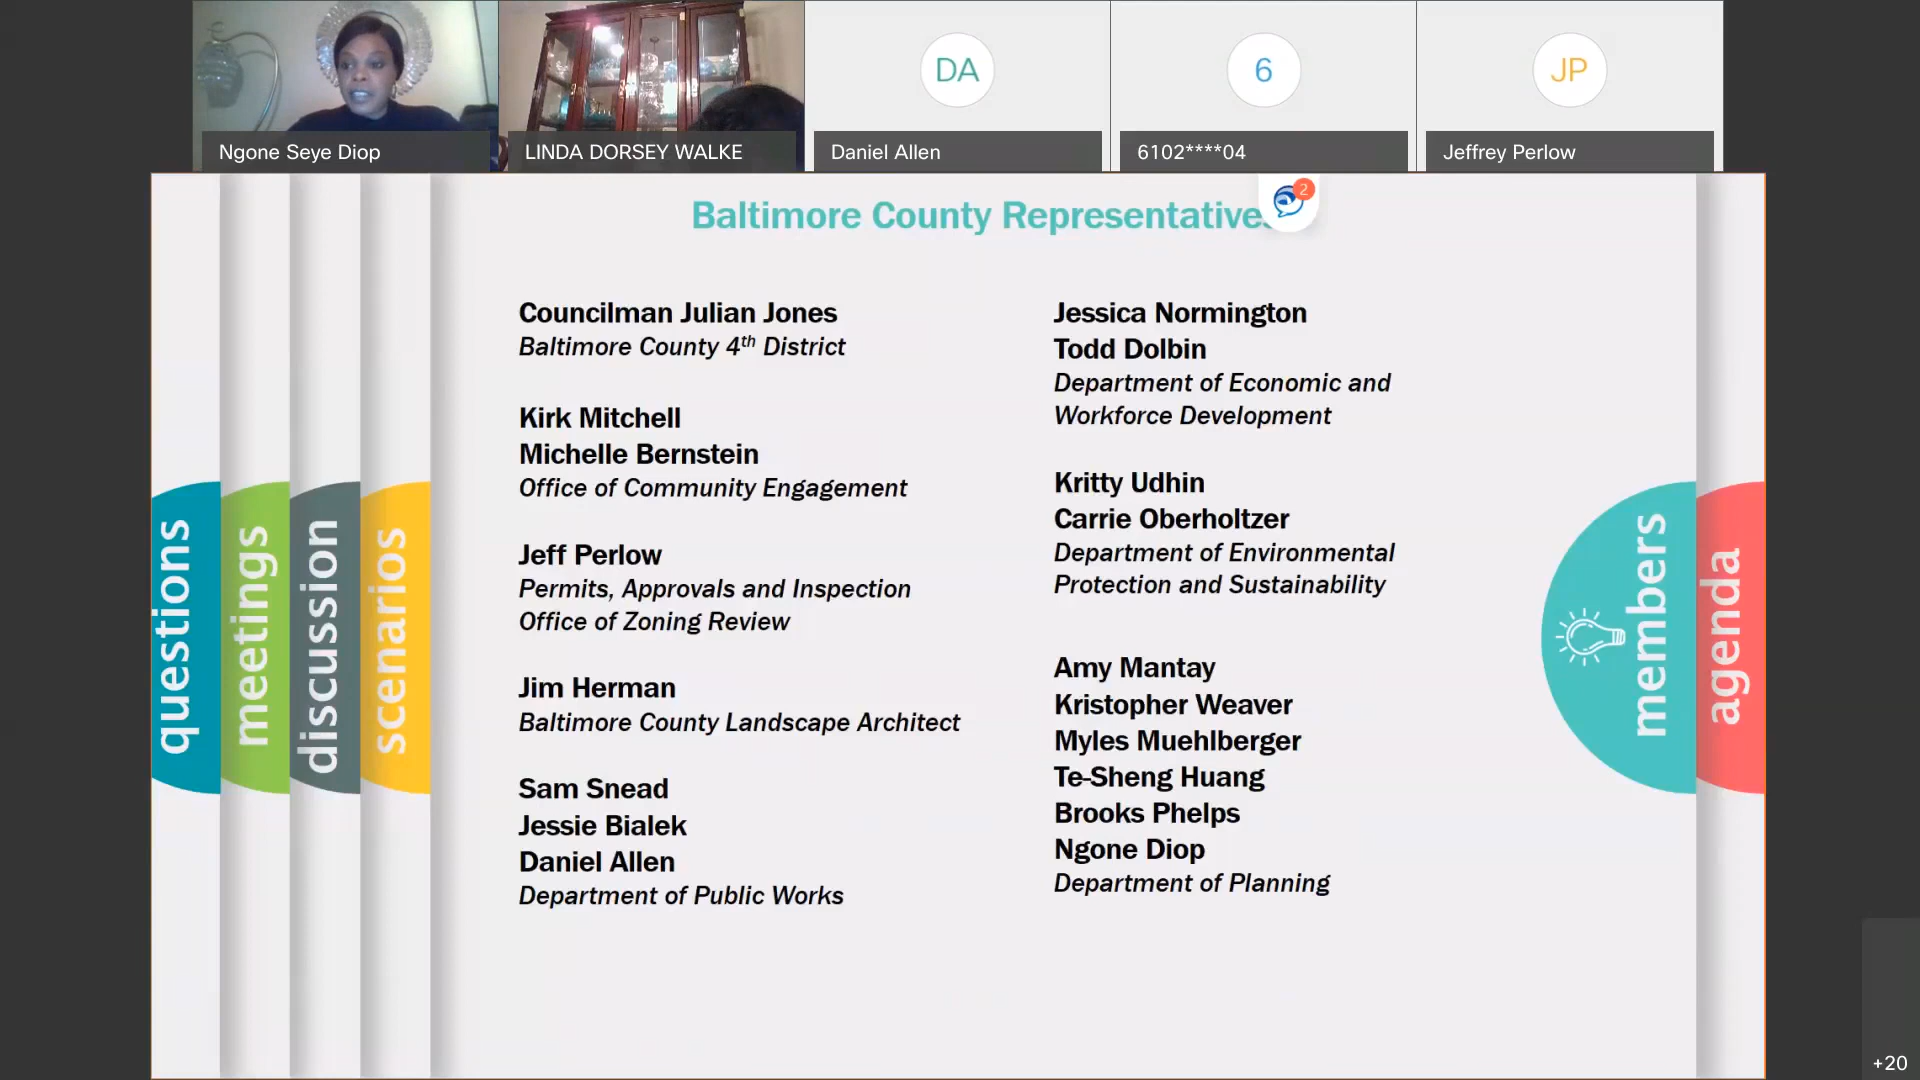 DA
6
JP
Ngone Seye Diop
LINDA DORSEY WALKE
Daniel Allen
6102****04
Jeffrey Perlow
Baltimore County Representatives
2
Councilman Julian Jones
Baltimore County 4th District
Kirk Mitchell
Michelle Bernstein
Office of Community Engagement
Jeff Perlow
Permits, Approvals and Inspection
Office of Zoning Review
Jim Herman
Baltimore County Landscape Architect
Sam Snead
Jessie Bialek
Daniel Allen
Department of Public Works
Jessica Normington
Todd Dolbin
Department of Economic and
Workforce Development
Kritty Udhin
Carrie Oberholtzer
Department of Environmental
Protection and Sustainability
Amy Mantay
Kristopher Weaver
Myles Muehlberger
Te-Sheng Huang
Brooks Phelps
Ngone Diop
Department of Planning
questions
meetings
discussion
scenarios
members
agenda
+20